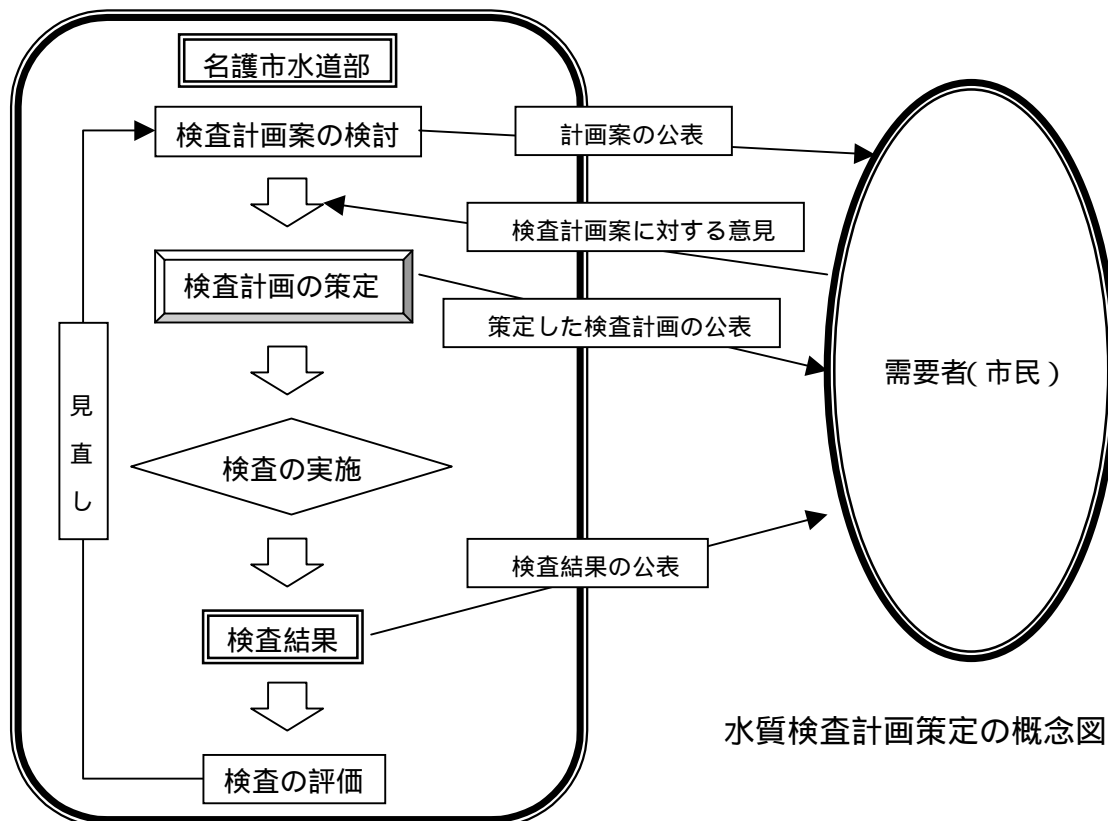 名護市水道部
検査計画案の検討
計画案の公表
検査計画案に対する意見
検査計画の策定
策定した検査計画の公表
需要者(市民)
見直し
検査の実施
検査結果の公表
検査結果
水質検査計画策定の概念図
検査の評価